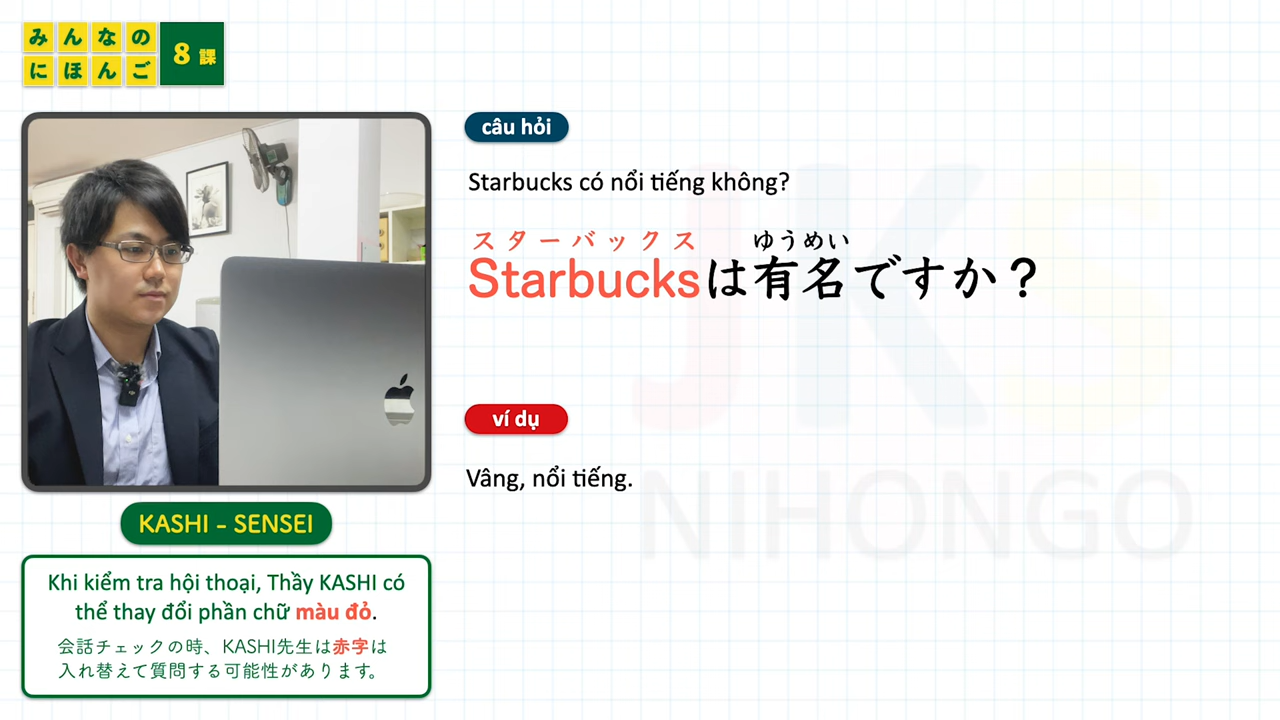 みんなの
にほんご
8 課
câu hỏi
Starbucks có nổi tiếng không?
スターバックス ゆうめい
Starbucksは有名ですか？
ví dụ
Vâng, nổi tiếng.
JKS
NIHONGO
KASHI - SENSEI
Khi kiểm tra hội thoại, Thầy KASHI có
thể thay đổi phần chữ màu đỏ.
会話チェックの時、KASHI先生は赤字は
入れ替えて質問する可能性があります。